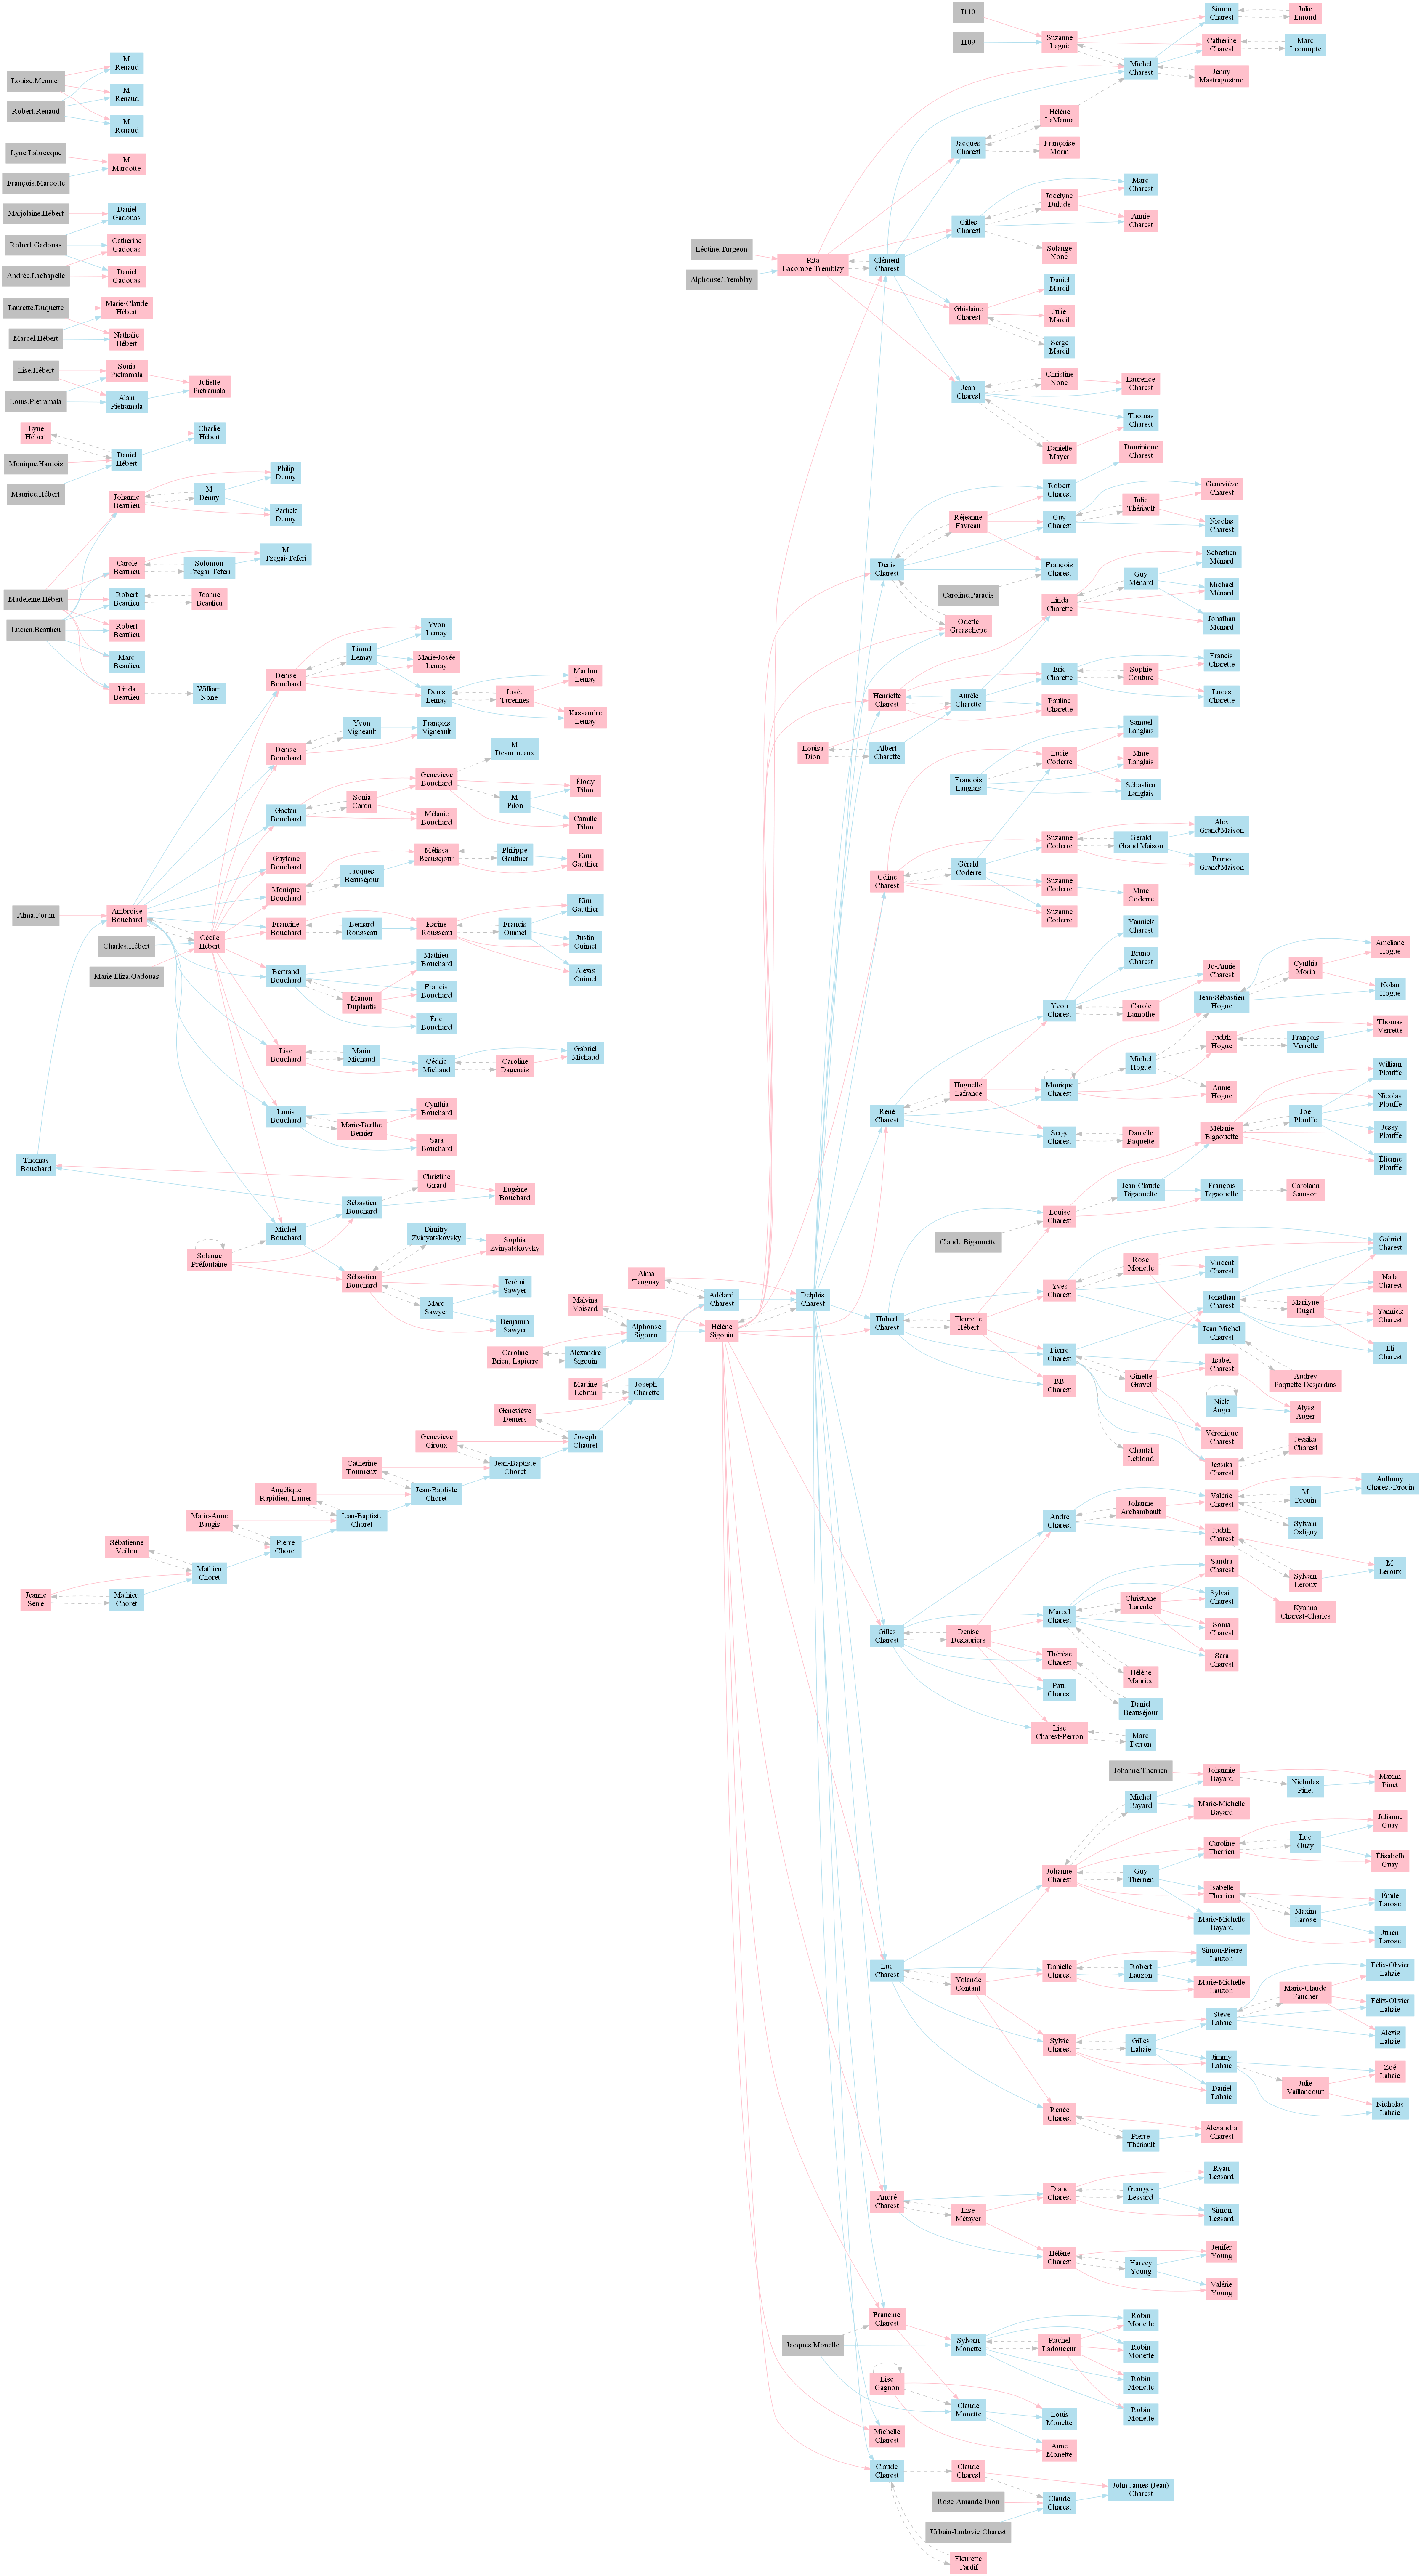 I110
I109
Suzanne
Laguë
Simon
Charest
Julie
Emond
Catherine
Charest
Marc
Lecompte
Michel
Charest
Jenny
Mastragostino
Hélène
LaManna
Jacques
Charest
Françoise
Morin
Louise.Meunier
Robert.Renaud
M
Renaud
M
Renaud
M
Renaud
Lyne.Labrecque
François.Marcotte
M
Marcotte
Marjolaine.Hébert
Robert.Gadouas
Andrée.Lachapelle
Daniel
Gadouas
Catherine
Gadouas
Daniel
Gadouas
Laurette.Duquette
Marcel.Hébert
Marie-Claude
Hébert
Nathalie
Hébert
Lise.Hébert
Louis.Pietramala
Sonia
Pietramala
Alain
Pietramala
Juliette
Pietramala
Lyne
Hébert
Monique.Hamois
Maurice.Hébert
Daniel
Hébert
Charlie
Hébert
Johanne
Beaulieu
M
Denny
Philip
Denny
Partick
Denny
Carole
Beaulieu
Solomon
Tzegai-Teferi
M
Tzegai-Teferi
Madeleine.Hébert
Lucien.Beaulieu
Robert
Beaulieu
Joanne
Beaulieu
Robert
Beaulieu
Marc
Beaulieu
Linda
Beaulieu
William
None
Denise
Bouchard
Lionel
Lemay
Yvon
Lemay
Marie-Josée
Lemay
Denis
Lemay
Josée
Turennes
Marilou
Lemay
Kassandre
Lemay
Denise
Bouchard
Yvon
Vigneault
François
Vigneault
Gaëtan
Bouchard
Sonia
Caron
Geneviève
Bouchard
M
Desormeaux
M
Pilon
Élody
Pilon
Camille
Pilon
Mélanie
Bouchard
Guylaine
Bouchard
Monique
Bouchard
Jacques
Beauséjour
Mélissa
Beauséjour
Philippe
Gauthier
Kim
Gauthier
Alma.Fortin
Ambroise
Bouchard
Charles.Hébert
Marie Éliza.Gadouas
Cécile
Hébert
Francine
Bouchard
Bernard
Rousseau
Karine
Rousseau
Francis
Ouimet
Kim
Gauthier
Justin
Ouimet
Alexis
Ouimet
Bertrand
Bouchard
Manon
Duplantis
Mathieu
Bouchard
Francis
Bouchard
Éric
Bouchard
Lise
Bouchard
Mario
Michaud
Cédric
Michaud
Caroline
Dagenais
Gabriel
Michaud
Louis
Bouchard
Marie-Berthe
Bernier
Cynthia
Bouchard
Sara
Bouchard
Thomas
Bouchard
Christine
Girard
Sébastien
Bouchard
Eugénie
Bouchard
Michel
Bouchard
Solange
Préfontaine
Dimitry
Zvinyatskovsky
Sophia
Zvinyatskovsky
Sébastien
Bouchard
Marc
Sawyer
Jérémi
Sawyer
Benjamin
Sawyer
Alma
Tanguay
Adélard
Charest
Malvina
Voisard
Alphonse
Sigouin
Hélène
Sigouin
Delphis
Charest
Caroline
Brien, Lapierre
Alexandre
Sigouin
Martine
Lebrun
Joseph
Charette
Geneviève
Demers
Joseph
Chauret
Geneviève
Giroux
Jean-Baptiste
Choret
Catherine
Tourneux
Jean-Baptiste
Choret
Angélique
Rapidieu, Lamer
Jean-Baptiste
Choret
Marie-Anne
Baugis
Pierre
Choret
Sébatienne
Veillon
Mathieu
Choret
Jeanne
Serre
Mathieu
Choret
Léotine.Turgeon
Alphonse.Tremblay
Rita
Lacombe Tremblay
Clément
Charest
Gilles
Charest
Jocelyne
Dulude
Marc
Charest
Annie
Charest
Solange
None
Ghislaine
Charest
Daniel
Marcil
Julie
Marcil
Serge
Marcil
Jean
Charest
Christine
None
Laurence
Charest
Thomas
Charest
Danielle
Mayer
Dominique
Charest
Robert
Charest
Réjeanne
Favreau
Guy
Charest
Julie
Thériault
Geneviève
Charest
Nicolas
Charest
Denis
Charest
François
Charest
Caroline.Paradis
Odette
Greaschepe
Linda
Charette
Guy
Ménard
Sébastien
Ménard
Michael
Ménard
Jonathan
Ménard
Henriette
Charest
Aurèle
Charette
Eric
Charette
Sophie
Couture
Francis
Charette
Lucas
Charette
Pauline
Charette
Louisa
Dion
Albert
Charette
Lucie
Coderre
Francois
Langlais
Samuel
Langlais
Mme
Langlais
Sébastien
Langlais
Céline
Charest
Gérald
Coderre
Suzanne
Coderre
Gérald
Grand'Maison
Alex
Grand'Maison
Bruno
Grand'Maison
Suzanne
Coderre
Mme
Coderre
Suzanne
Coderre
Yannick
Charest
Bruno
Charest
Yvon
Charest
Carole
Lamothe
Jo-Annie
Charest
René
Charest
Huguette
Lafrance
Monique
Charest
Michel
Hogue
Jean-Sébastien
Hogue
Cynthia
Morin
Améliane
Hogue
Nolan
Hogue
Judith
Hogue
François
Verrette
Thomas
Verrette
Annie
Hogue
Serge
Charest
Danielle
Paquette
Mélanie
Bigaouette
Joé
Plouffe
William
Plouffe
Nicolas
Plouffe
Jessy
Plouffe
Étienne
Plouffe
Louise
Charest
Jean-Claude
Bigaouette
François
Bigaouette
Carolann
Samson
Claude.Bigaouette
Hubert
Charest
Fleurette
Hébert
Yves
Charest
Rose
Monette
Vincent
Charest
Gabriel
Charest
Jonathan
Charest
Marilyne
Dugal
Naila
Charest
Yannick
Charest
Éli
Charest
Jean-Michel
Charest
Audrey
Paquette-Desjardins
Pierre
Charest
Ginette
Gravel
Isabel
Charest
Nick
Auger
Alyss
Auger
BB
Charest
Véronique
Charest
Chantal
Leblond
Jessika
Charest
Jessika
Charest
André
Charest
Johanne
Archambault
Valérie
Charest
M
Drouin
Anthony
Charest-Drouin
Sylvain
Ostiguy
Judith
Charest
Sylvain
Leroux
M
Leroux
Gilles
Charest
Denise
Deslauriers
Marcel
Charest
Christiane
Larente
Sandra
Charest
Kyanna
Charest-Charles
Sylvain
Charest
Sonia
Charest
Sara
Charest
Hélène
Maurice
Thérèse
Charest
Daniel
Beauséjour
Paul
Charest
Lise
Charest-Perron
Marc
Perron
Johanne.Therrien
Johannie
Bayard
Nicholas
Pinet
Maxim
Pinet
Michel
Bayard
Marie-Michelle
Bayard
Johanne
Charest
Guy
Therrien
Caroline
Therrien
Luc
Guay
Julianne
Guay
Élisabeth
Guay
Isabelle
Therrien
Maxim
Larose
Émile
Larose
Julien
Larose
Marie-Michelle
Bayard
Luc
Charest
Yolande
Contant
Danielle
Charest
Robert
Lauzon
Simon-Pierre
Lauzon
Marie-Michelle
Lauzon
Sylvie
Charest
Gilles
Lahaie
Steve
Lahaie
Marie-Claude
Faucher
Félix-Olivier
Lahaie
Félix-Olivier
Lahaie
Alexis
Lahaie
Jimmy
Lahaie
Julie
Vaillancourt
Zoé
Lahaie
Nicholas
Lahaie
Daniel
Lahaie
Renée
Charest
Pierre
Thériault
Alexandra
Charest
André
Charest
Lise
Métayer
Diane
Charest
Georges
Lessard
Ryan
Lessard
Simon
Lessard
Hélène
Charest
Harvey
Young
Jenifer
Young
Valérie
Young
Francine
Charest
Jacques.Monette
Sylvain
Monette
Rachel
Ladouceur
Robin
Monette
Robin
Monette
Robin
Monette
Robin
Monette
Lise
Gagnon
Claude
Monette
Louis
Monette
Anne
Monette
Michelle
Charest
Claude
Charest
Claude
Charest
Rose-Amande.Dion
Urbain-Ludovic Charest
Claude
Charest
John James (Jean)
Charest
Fleurette
Tardif